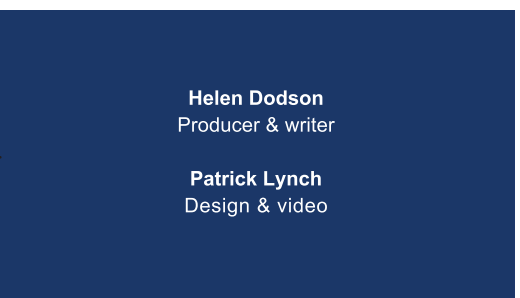 Helen Dodson
Producer & writer
Patrick Lynch
Design & video